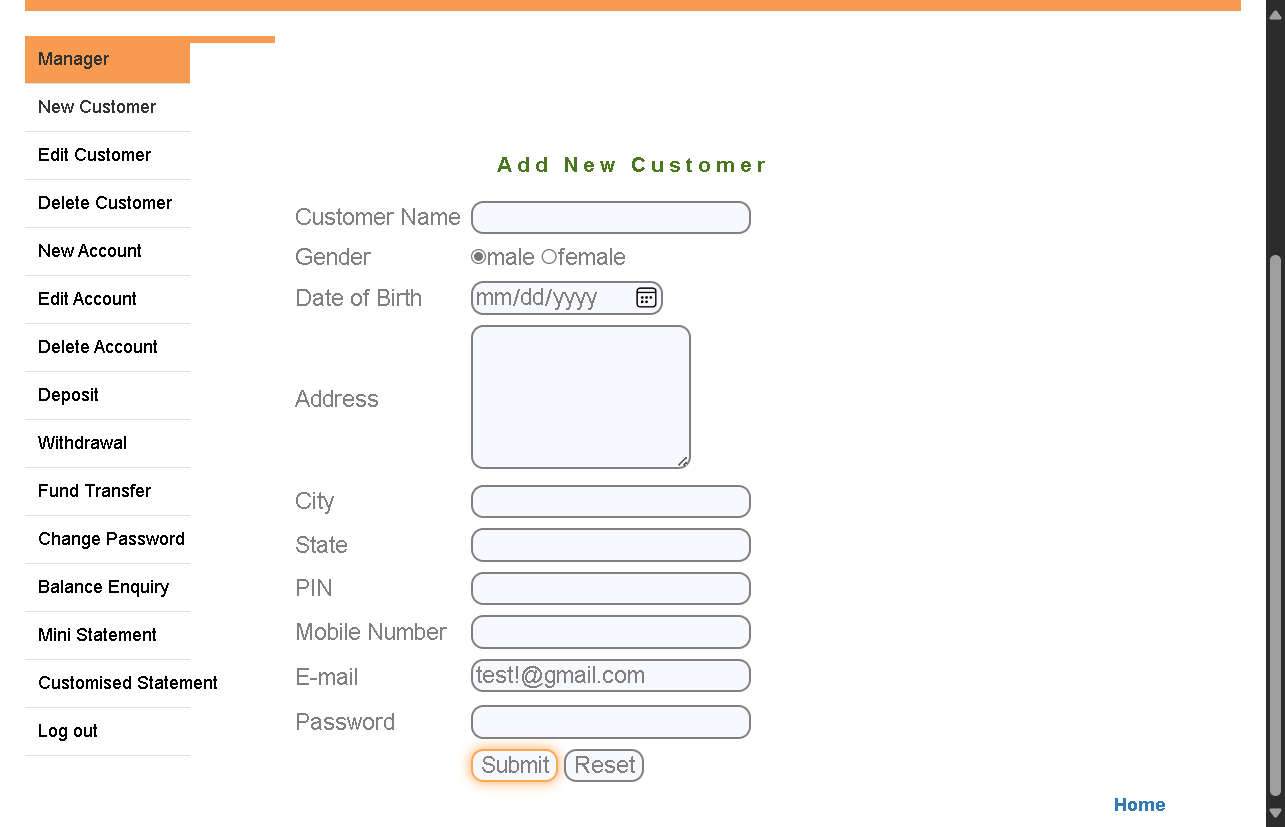 Manager
New Customer
Edit Customer
Delete Customer
New Account
Edit Account
Delete Account
Deposit
Withdrawal
Fund Transfer
Change Password
Balance Enquiry
Mini Statement
Customised Statement
Log out
Add New Customer
Customer Name
Gender male female
Date of Birth mm/dd/yyyy
Address
City
State
PIN
Mobile Number
E-mail test!@gmail.com
Password
Submit Reset
Home